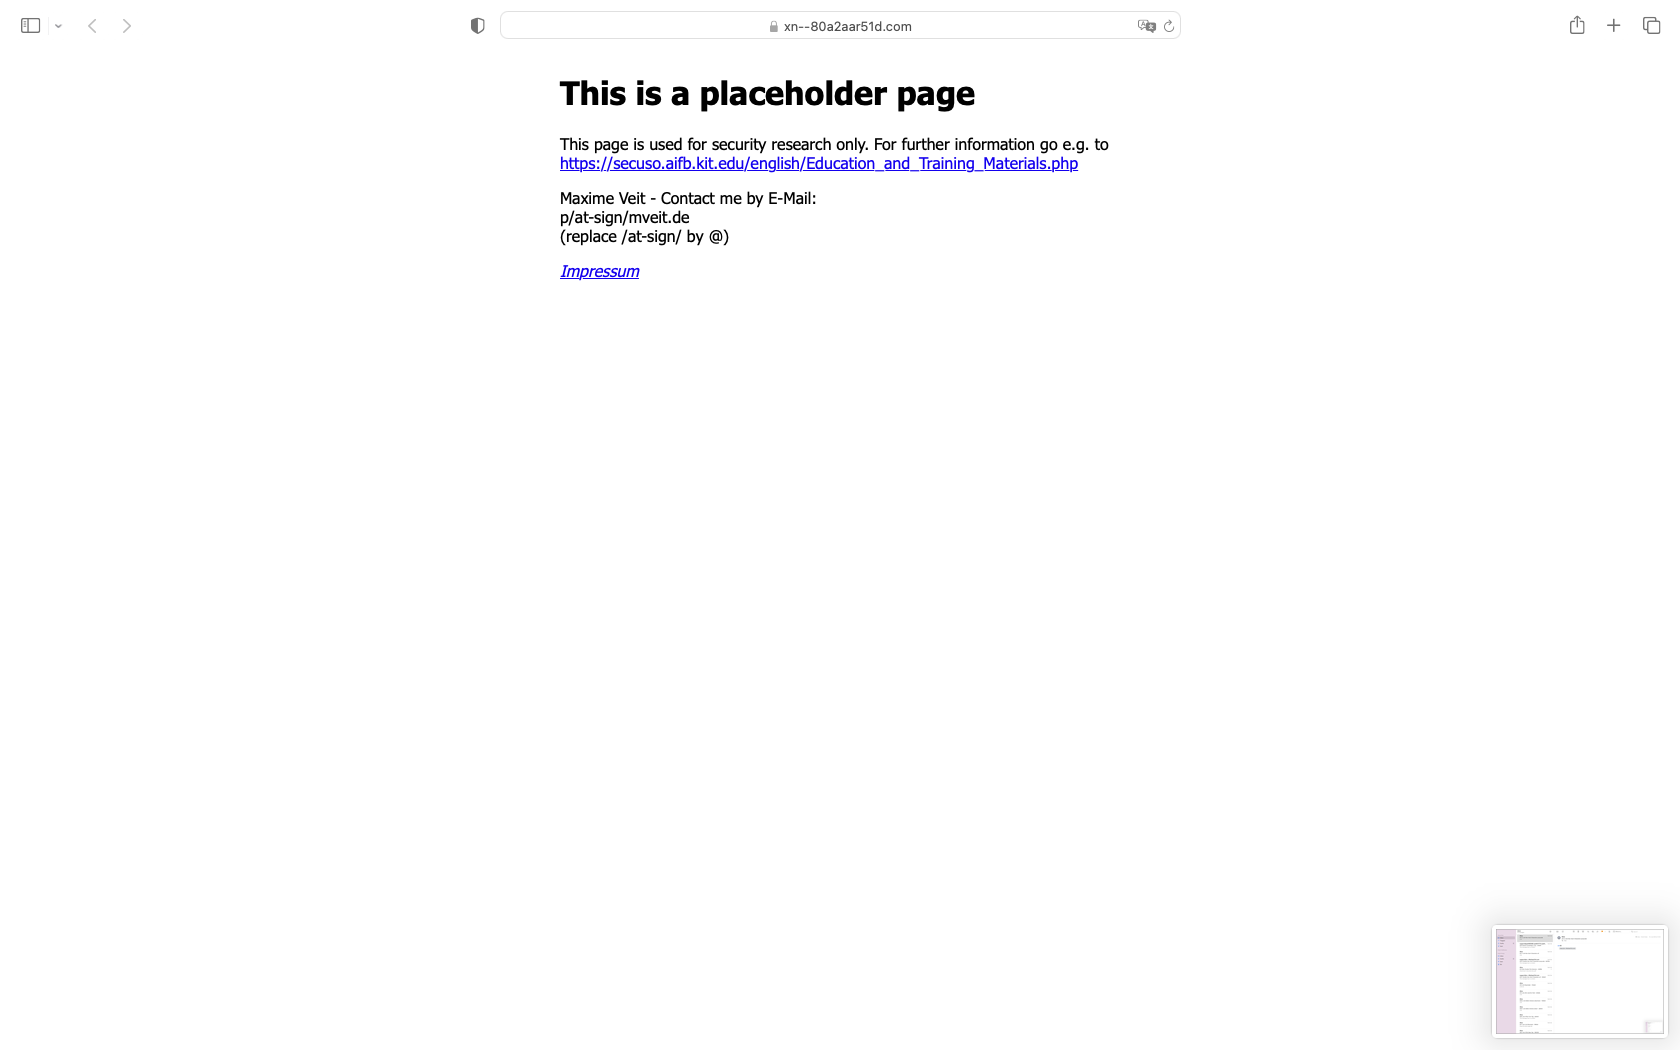 xn--80a2aar51d.com
This is a placeholder page
This page is used for security research only. For further information go e.g. to
https://secuso.aifb.kit.edu/english/Education_and_Training_Materials.php
Maxime Veit - Contact me by E-Mail:
p/at-sign/mveit.de
(replace /at-sign/ by @)
Impressum